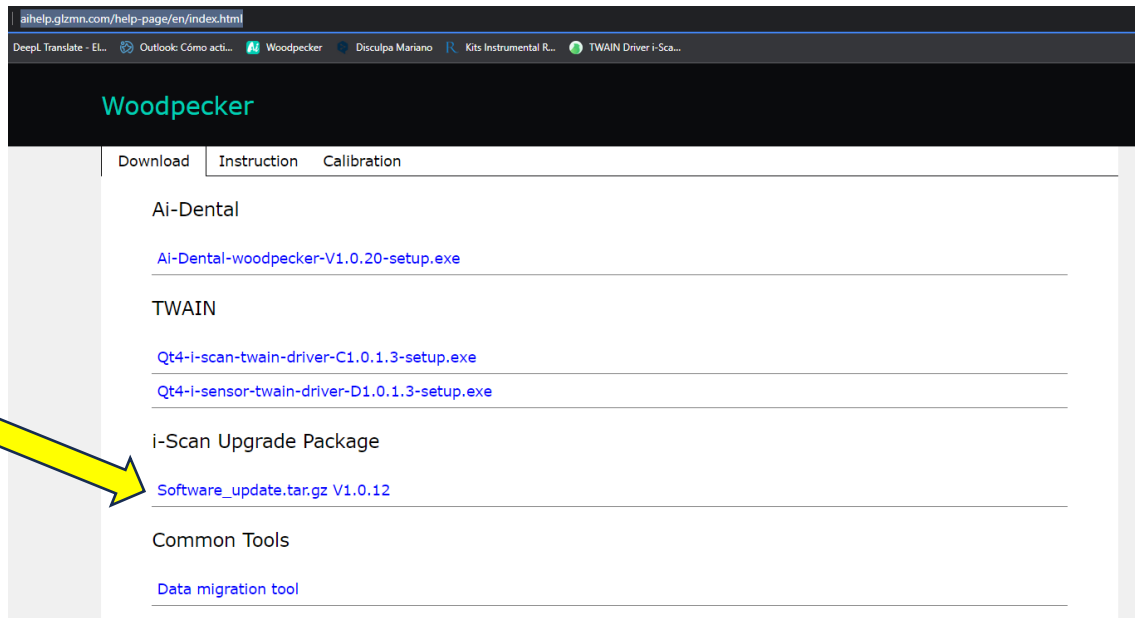 aihelp.glzmn.com/help-page/en/index.html
DeepL Translate - El... Outlook: Cómo acti... Woodpecker Disculpa Mariano Kits Instrumental R... TWAIN Driver i-Sca...
Woodpecker
Download Instruction Calibration
Ai-Dental
Ai-Dental-woodpecker-V1.0.20-setup.exe
TWAIN
Qt4-i-scan-twain-driver-C1.0.1.3-setup.exe
Qt4-i-sensor-twain-driver-D1.0.1.3-setup.exe
i-Scan Upgrade Package
Software_update.tar.gz V1.0.12
Common Tools
Data migration tool